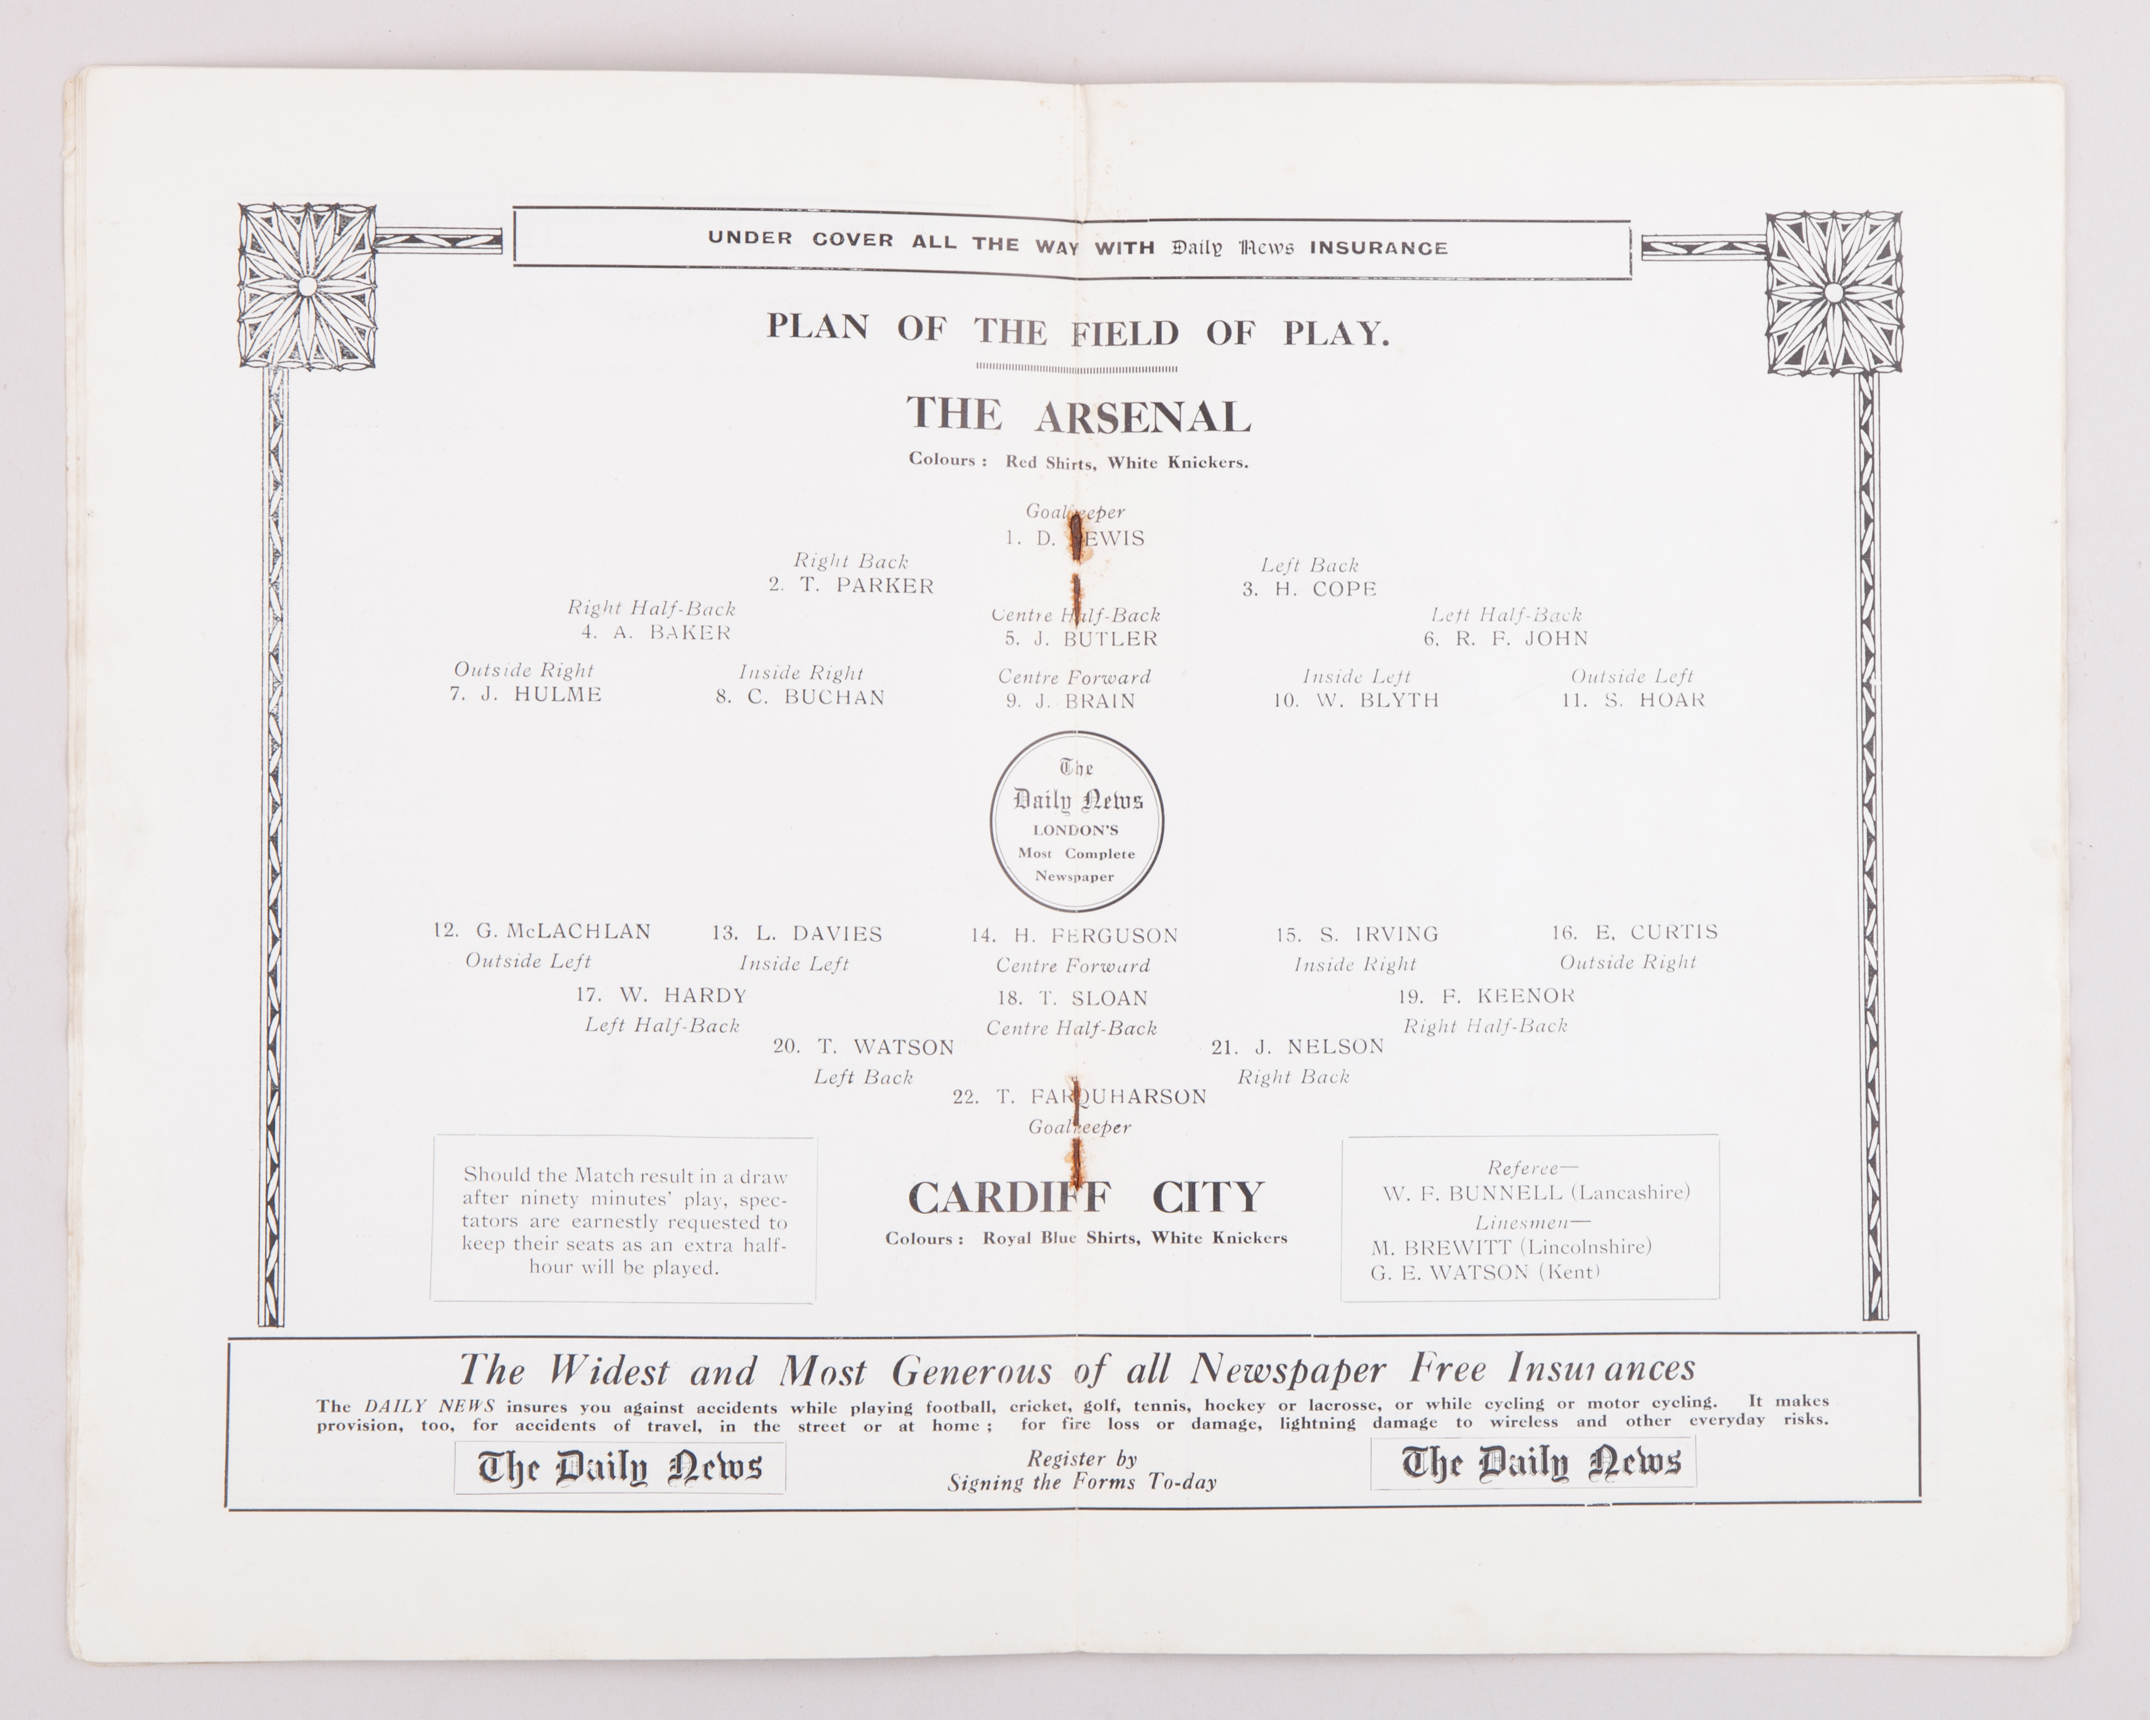 UNDER COVER ALL THE WAY WITH Daily News INSURANCE
PLAN OF THE FIELD OF PLAY.
THE ARSENAL
Colours: Red Shirts, White Knickers.
Goalkeeper
1. D. LEWIS
Right Back Left Back
2. T. PARKER 3. H. COPE
Right Half-Back Centre Half-Back Left Half-Back
4. A. BAKER 5. J. BUTLER 6. R. F. JOHN
Outside Right Inside Right Centre Forward Inside Left Outside Left
7. J. HULME 8. C. BUCHAN 9. J. BRAIN 10. W. BLYTH 11. S. HOAR
The
Daily News
LONDON'S
Most Complete
Newspaper
12. G. McLACHLAN 13. L. DAVIES 14. H. FERGUSON 15. S. IRVING 16. E. CURTIS
Outside Left Inside Left Centre Forward Inside Right Outside Right
17. W. HARDY 18. T. SLOAN 19. F. KEENOR
Left Half-Back Centre Half-Back Right Half-Back
20. T. WATSON 21. J. NELSON
Left Back Right Back
22. T. FARQUHARSON
Goalkeeper
Should the Match result in a draw
after ninety minutes' play, spec-
tators are earnestly requested to
keep their seats as an extra half-
hour will be played.
CARDIFF CITY
Colours: Royal Blue Shirts, White Knickers
Referee—
W. F. BUNNELL (Lancashire)
Linesmen—
M. BREWITT (Lincolnshire)
G. E. WATSON (Kent)
The Widest and Most Generous of all Newspaper Free Insurances
The DAILY NEWS insures you against accidents while playing football, cricket, golf, tennis, hockey or lacrosse, or while cycling or motor cycling. It makes
provision, too, for accidents of travel, in the street or at home; for fire loss or damage, lightning damage to wireless and other everyday risks.
The Daily News
Register by
Signing the Forms To-day
The Daily News